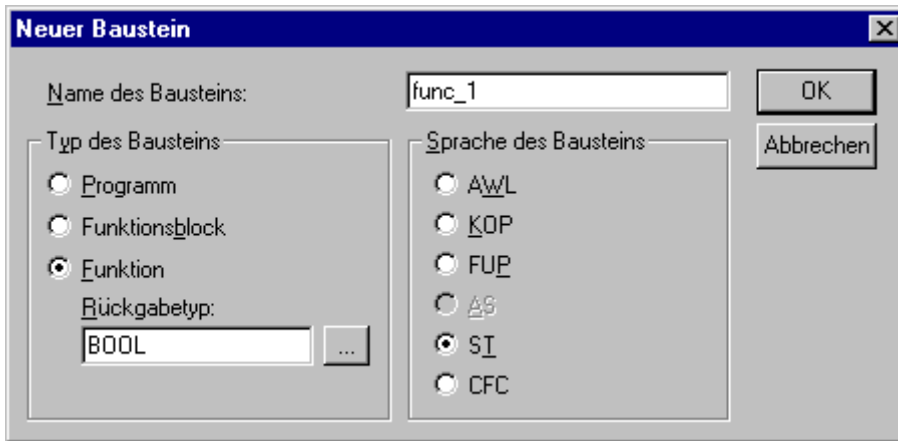 Neuer Baustein
Name des Bausteins: func_1 OK
Abbrechen
Typ des Bausteins
Programm
Funktionsblock
Funktion
Rückgabetyp:
BOOL ...
Sprache des Bausteins
AWL
KOP
FUP
AS
ST
CFC